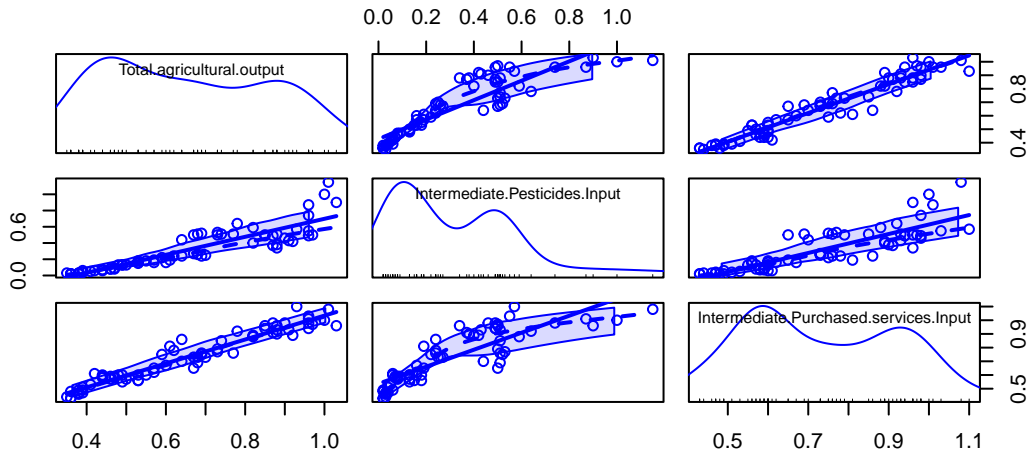 0.0 0.2 0.4 0.6 0.8 1.0
Total.agricultural.output
0.4 0.8
0.0 0.6
Intermediate.Pesticides.Input
Intermediate.Purchased.services.Input
0.5 0.9
0.4 0.6 0.8 1.0
0.5 0.7 0.9 1.1